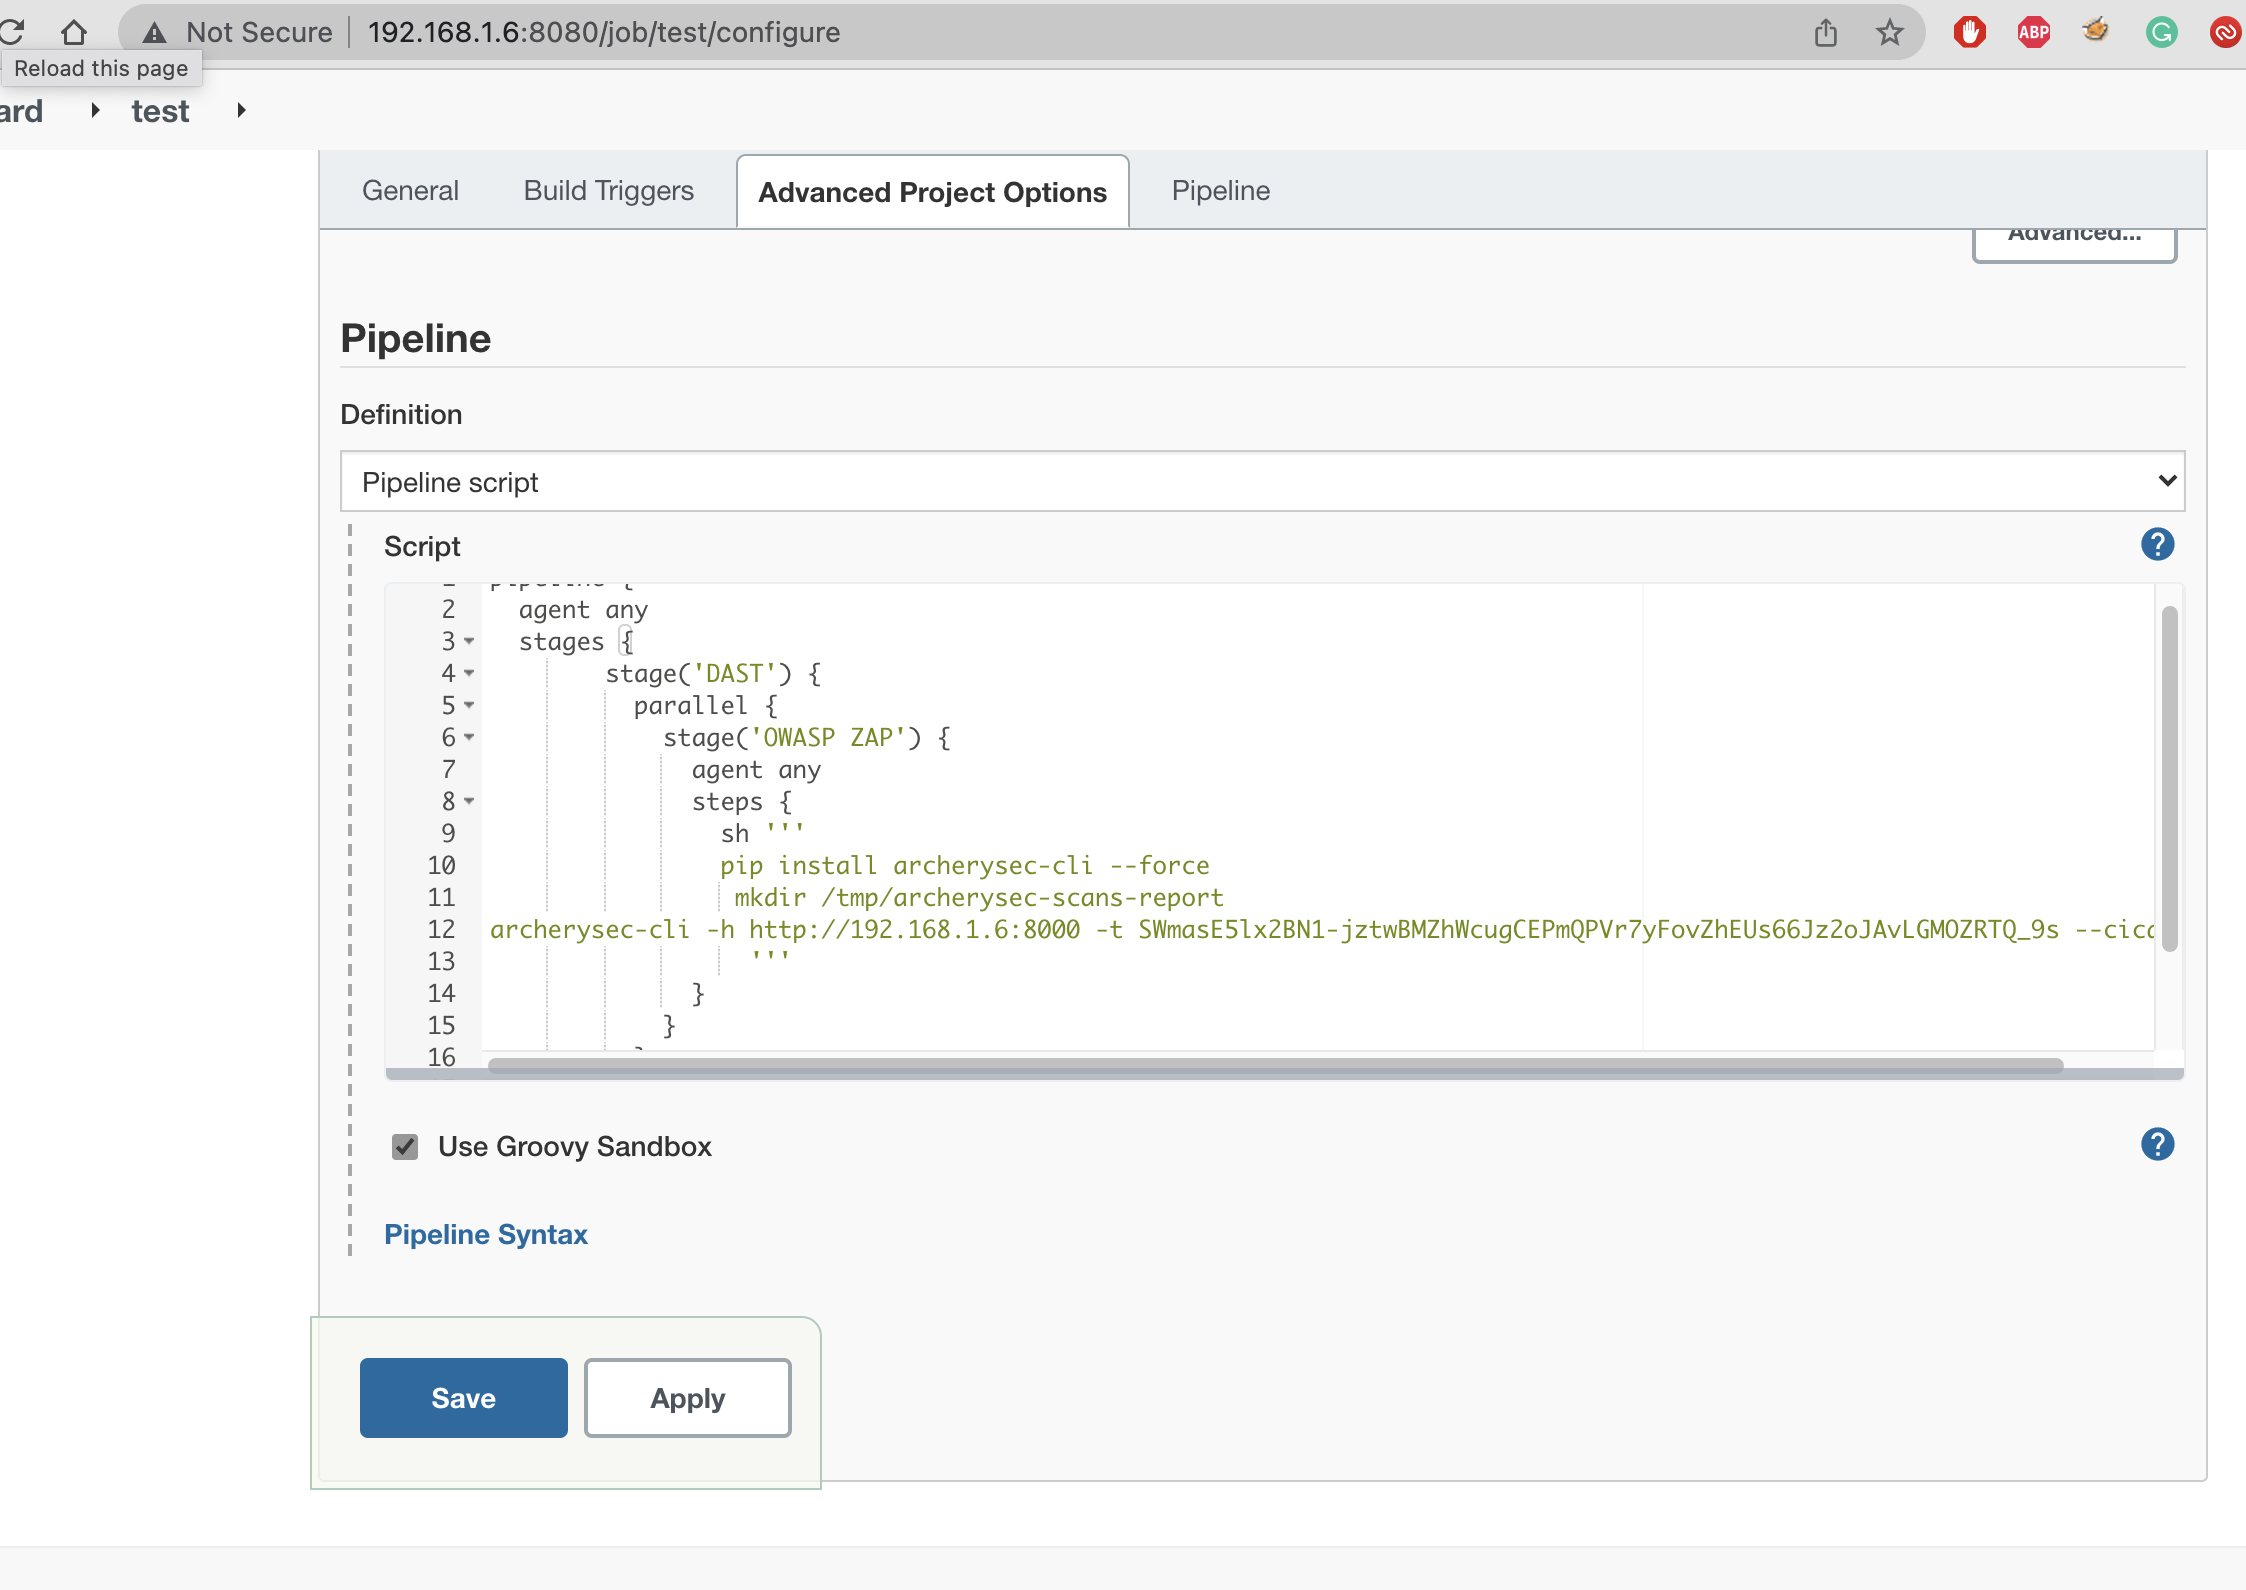 Not Secure 192.168.1.6:8080/job/test/configure
ABP
Reload this page
ard test
General Build Triggers Advanced Project Options Pipeline
Advanced...
Pipeline
Definition
Pipeline script
Script
1 pipeline {
2 agent any
3 stages {
4 stage('DAST') {
5 parallel {
6 stage('OWASP ZAP') {
7 agent any
8 steps {
9 sh '''
10 pip install archerysec-cli --force
11 mkdir /tmp/archerysec-scans-report
12 archerysec-cli -h http://192.168.1.6:8000 -t SWmasE5lx2BN1-jztwBMZhWcugCEPmQPVr7yFovZhEUs66Jz2oJAvLGMOZRTQ_9s --cicd
13 '''
14 }
15 }
16 }
Use Groovy Sandbox
Pipeline Syntax
Save Apply